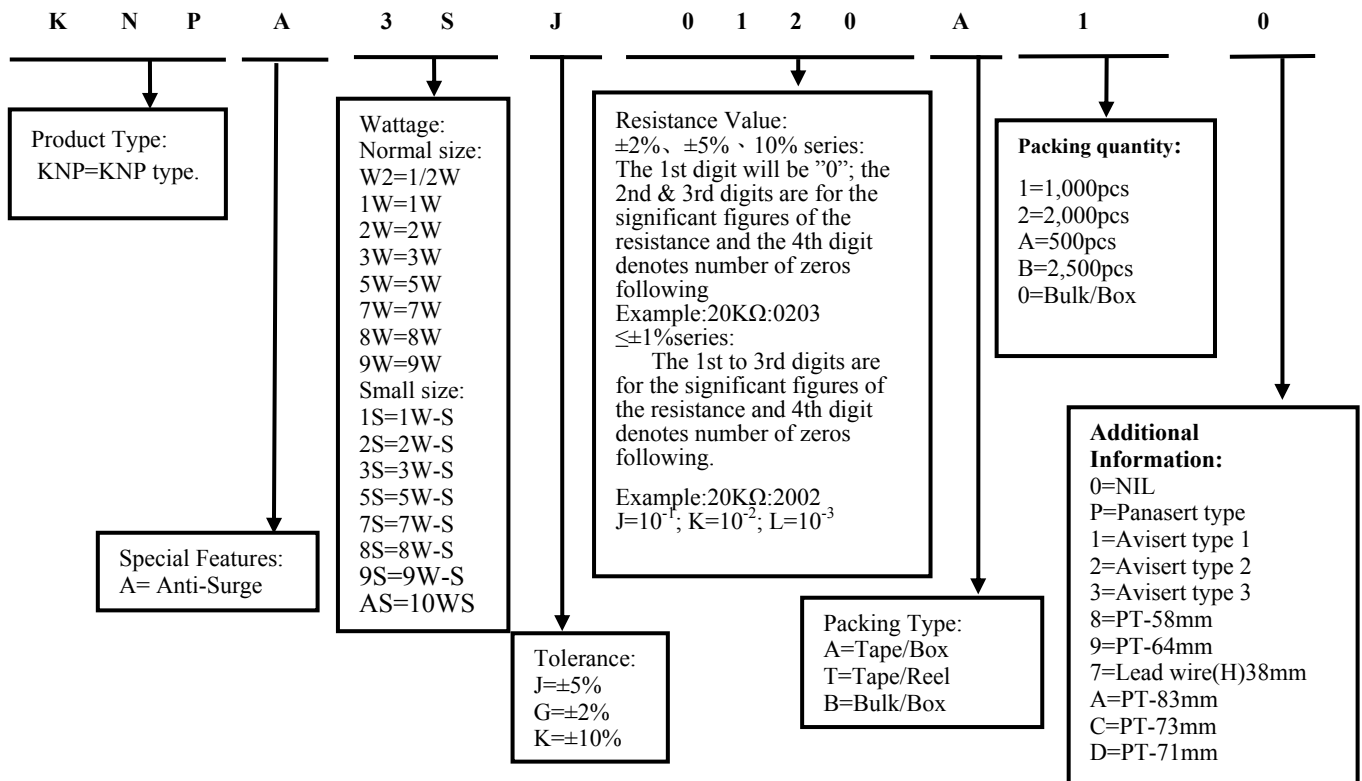 K N P A 3 S J 0 1 2 0 A 1 0
Product Type:
KNP=KNP type.
Special Features:
A= Anti-Surge
Wattage:
Normal size:
W2=1/2W
1W=1W
2W=2W
3W=3W
5W=5W
7W=7W
8W=8W
9W=9W
Small size:
1S=1W-S
2S=2W-S
3S=3W-S
5S=5W-S
7S=7W-S
8S=8W-S
9S=9W-S
AS=10WS
Tolerance:
J=±5%
G=±2%
K=±10%
Resistance Value:
±2%、±5%、10% series:
The 1st digit will be ”0”; the
2nd & 3rd digits are for the
significant figures of the
resistance and the 4th digit
denotes number of zeros
following
Example:20KΩ:0203
≤±1%series:
The 1st to 3rd digits are
for the significant figures of
the resistance and 4th digit
denotes number of zeros
following.
Example:20KΩ:2002
J=10⁻¹; K=10⁻²; L=10⁻³
Packing Type:
A=Tape/Box
T=Tape/Reel
B=Bulk/Box
Packing quantity:
1=1,000pcs
2=2,000pcs
A=500pcs
B=2,500pcs
0=Bulk/Box
Additional
Information:
0=NIL
P=Panasert type
1=Avisert type 1
2=Avisert type 2
3=Avisert type 3
8=PT-58mm
9=PT-64mm
7=Lead wire(H)38mm
A=PT-83mm
C=PT-73mm
D=PT-71mm